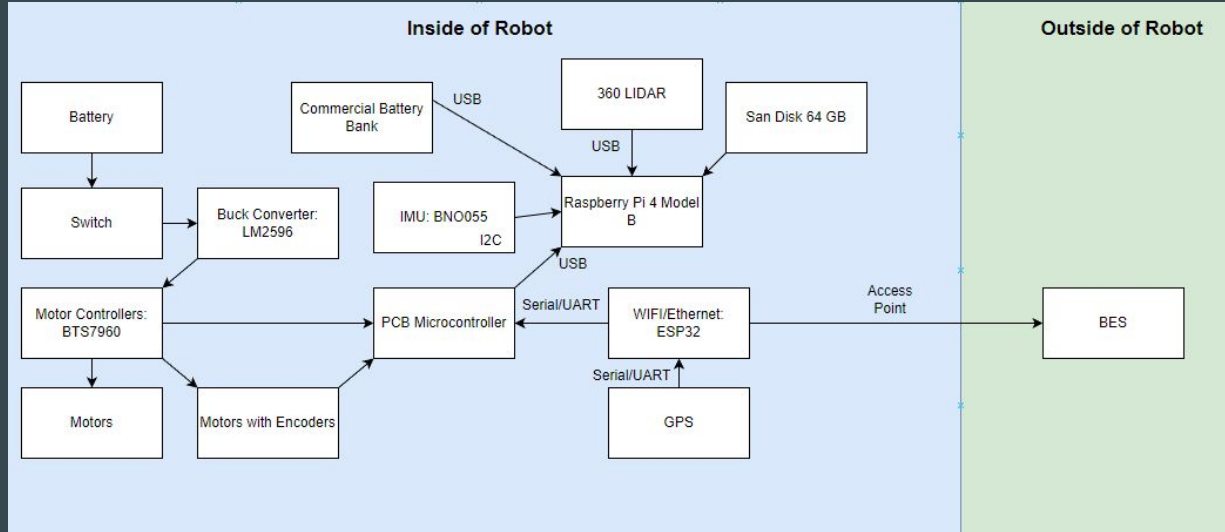 Inside of Robot
Outside of Robot
Battery
Commercial Battery
Bank
USB
360 LIDAR
San Disk 64 GB
USB
Switch
Buck Converter:
LM2596
IMU: BNO055
I2C
Raspberry Pi 4 Model
B
USB
Motor Controllers:
BTS7960
PCB Microcontroller
Serial/UART
WIFI/Ethernet:
ESP32
Access
Point
BES
Serial/UART
Motors
Motors with Encoders
GPS